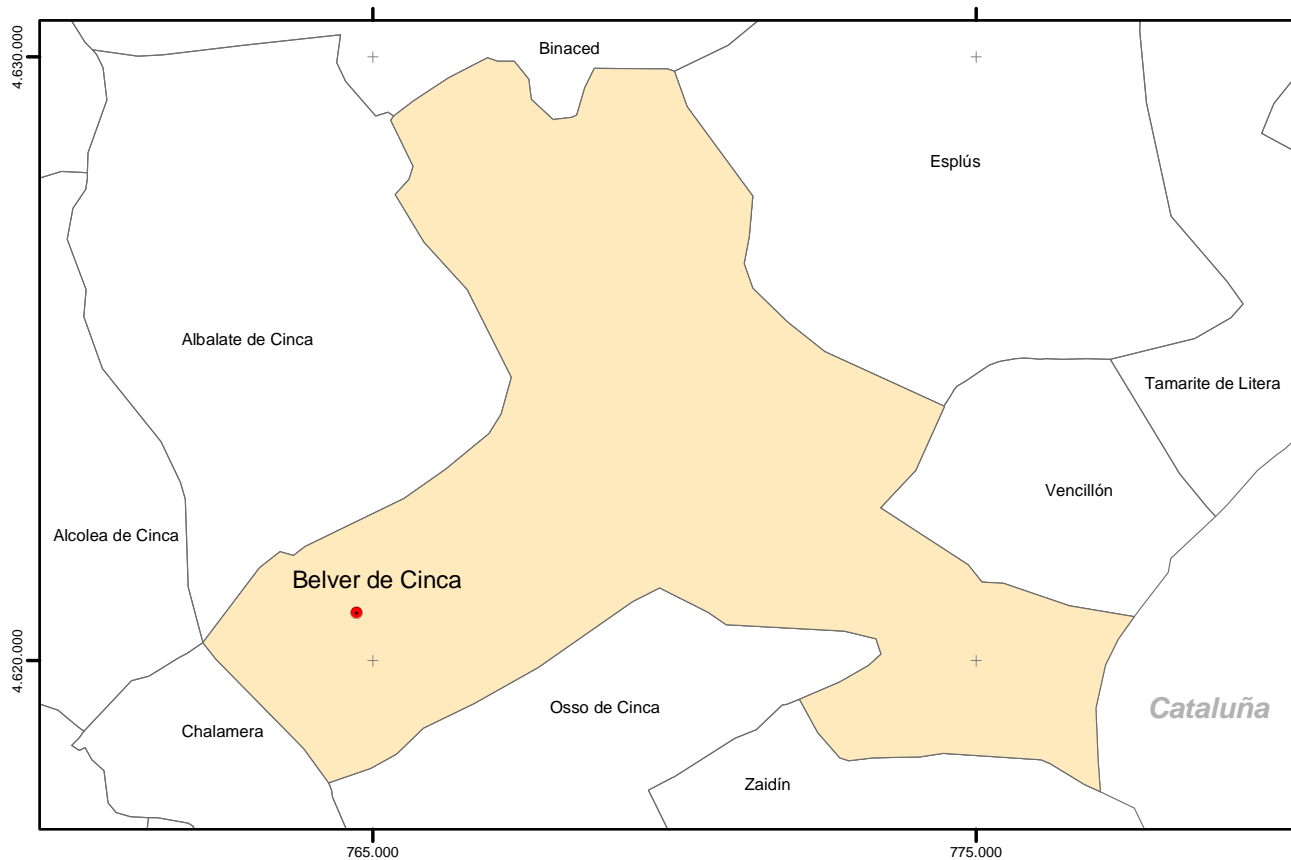 4.630.000
Binaced
Esplús
Albalate de Cinca
Tamarite de Litera
Vencillón
Alcolea de Cinca
Belver de Cinca
4.620.000
Osso de Cinca
Cataluña
Chalamera
Zaidín
765.000
775.000